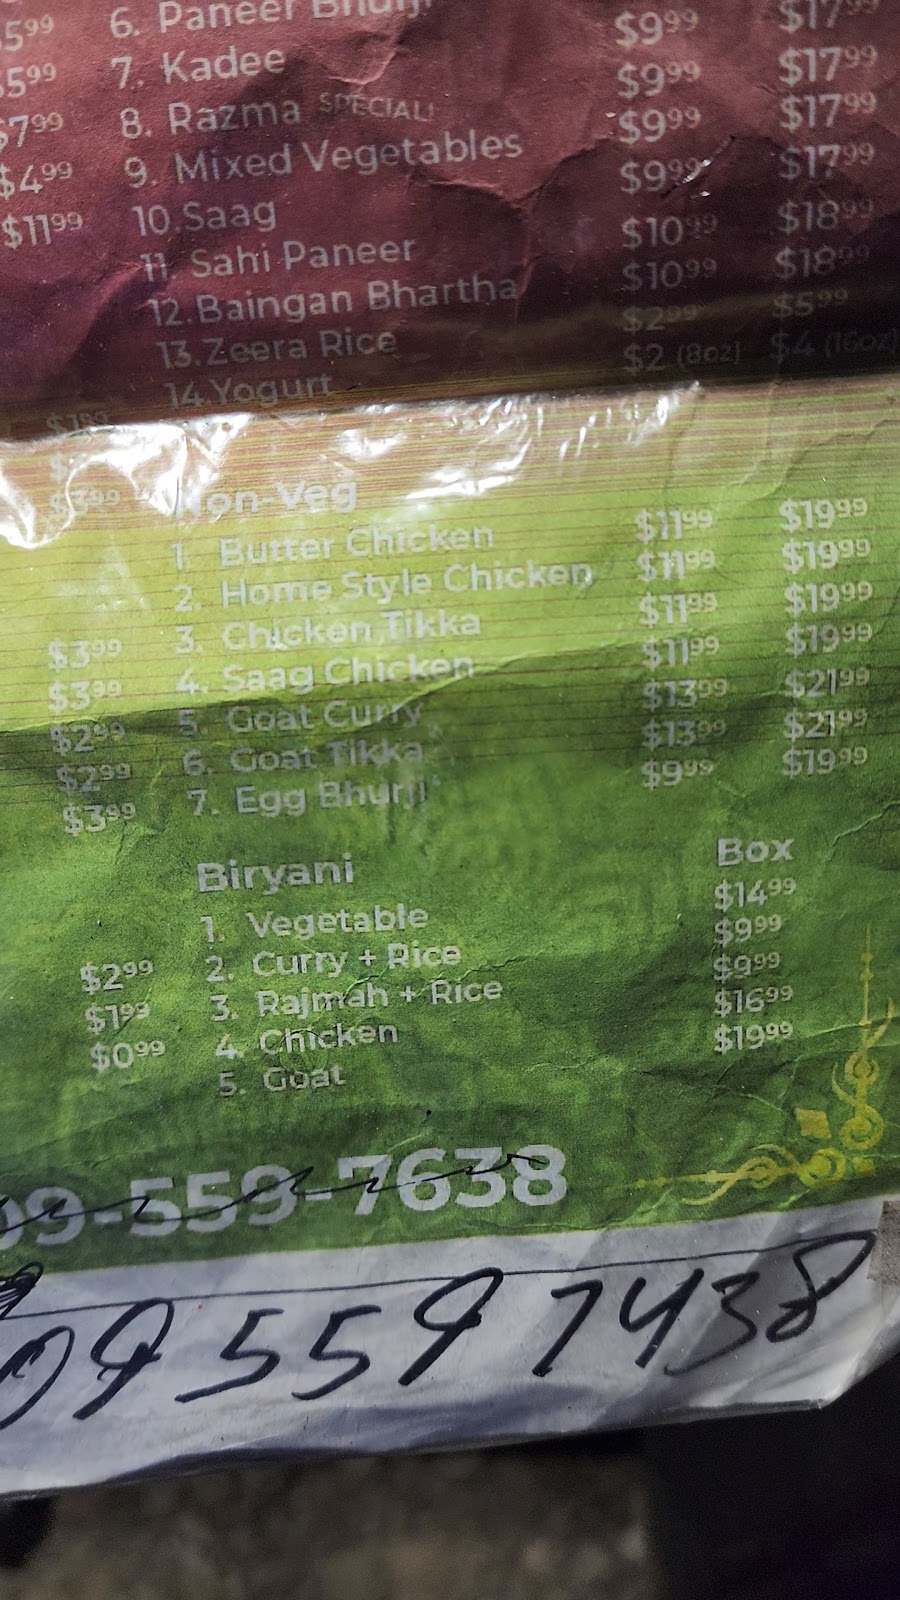 $5.99 6. Paneer Bhurji $9.99 $17.99
$5.99 7. Kadee $9.99 $17.99
$7.99 8. Razma SPECIAL! $9.99 $17.99
$4.99 9. Mixed Vegetables $9.99 $17.99
$11.99 10. Saag $10.99 $18.99
11. Sahi Paneer $10.99 $18.99
12. Baingan Bhartha $2.99 $5.99
13. Zeera Rice $2 (8oz) $4 (16oz)
14. Yogurt
Non-Veg
1. Butter Chicken $11.99 $19.99
2. Home Style Chicken $11.99 $19.99
$3.99 3. Chicken Tikka $11.99 $19.99
$3.99 4. Saag Chicken $11.99 $19.99
$2.99 5. Goat Curry $13.99 $21.99
$2.99 6. Goat Tikka $13.99 $21.99
$3.99 7. Egg Bhurji $9.99 $19.99
Biryani Box
1. Vegetable $14.99
$2.99 2. Curry + Rice $9.99
$1.99 3. Rajmah + Rice $9.99
$0.99 4. Chicken $16.99
5. Goat $19.99
09-559-7638
09 559 7438